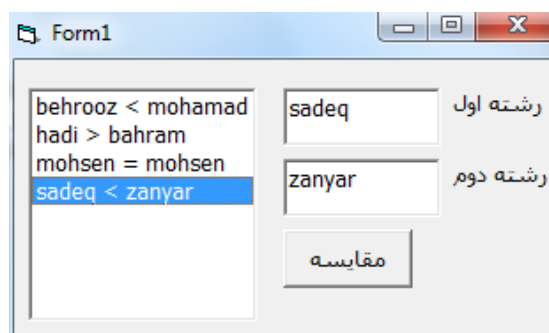 Form1
behrooz < mohamad
hadi > bahram
mohsen = mohsen
sadeq < zanyar
sadeq
رشته اول
zanyar
رشته دوم
مقایسه